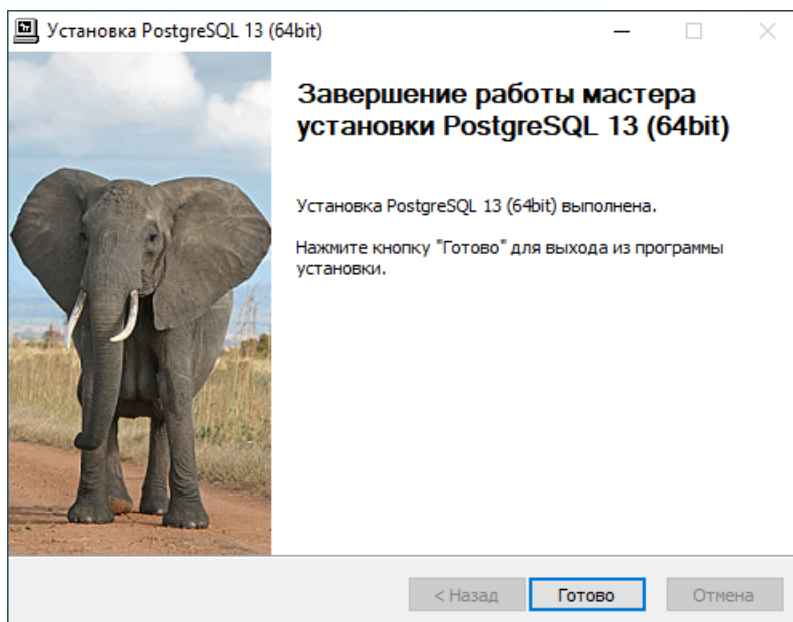 Установка PostgreSQL 13 (64bit)
Завершение работы мастера
установки PostgreSQL 13 (64bit)
Установка PostgreSQL 13 (64bit) выполнена.
Нажмите кнопку "Готово" для выхода из программы
установки.
< Назад
Готово
Отмена